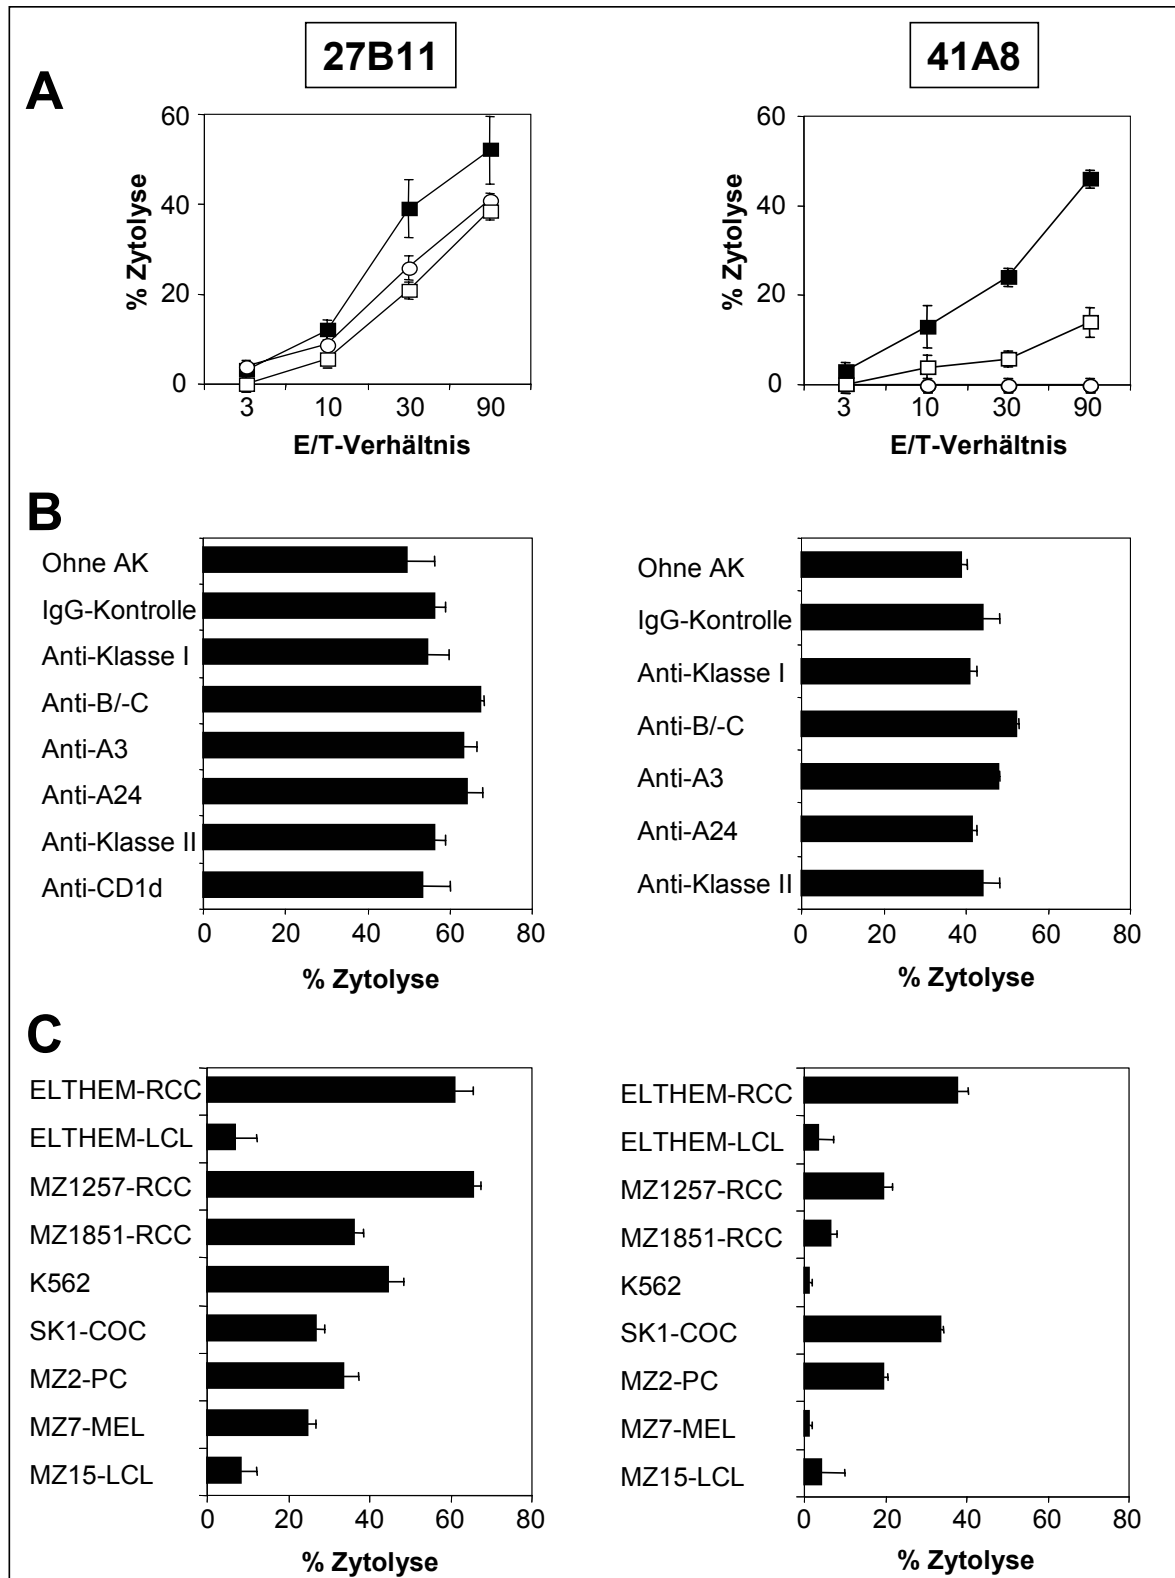 27B11
41A8
A
60
40
20
0
% Zytolyse
3 10 30 90
E/T-Verhältnis
60
40
20
0
% Zytolyse
3 10 30 90
E/T-Verhältnis
B
Ohne AK
IgG-Kontrolle
Anti-Klasse I
Anti-B/-C
Anti-A3
Anti-A24
Anti-Klasse II
Anti-CD1d
0 20 40 60 80
% Zytolyse
Ohne AK
IgG-Kontrolle
Anti-Klasse I
Anti-B/-C
Anti-A3
Anti-A24
Anti-Klasse II
0 20 40 60 80
% Zytolyse
C
ELTHEM-RCC
ELTHEM-LCL
MZ1257-RCC
MZ1851-RCC
K562
SK1-COC
MZ2-PC
MZ7-MEL
MZ15-LCL
0 20 40 60 80
% Zytolyse
ELTHEM-RCC
ELTHEM-LCL
MZ1257-RCC
MZ1851-RCC
K562
SK1-COC
MZ2-PC
MZ7-MEL
MZ15-LCL
0 20 40 60 80
% Zytolyse